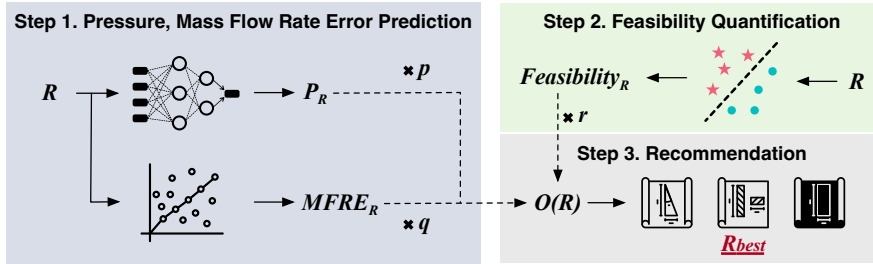 Step 1. Pressure, Mass Flow Rate Error Prediction
R
P_R
× p
MFRE_R
× q
Step 2. Feasibility Quantification
Feasibility_R
R
× r
Step 3. Recommendation
O(R)
R_best